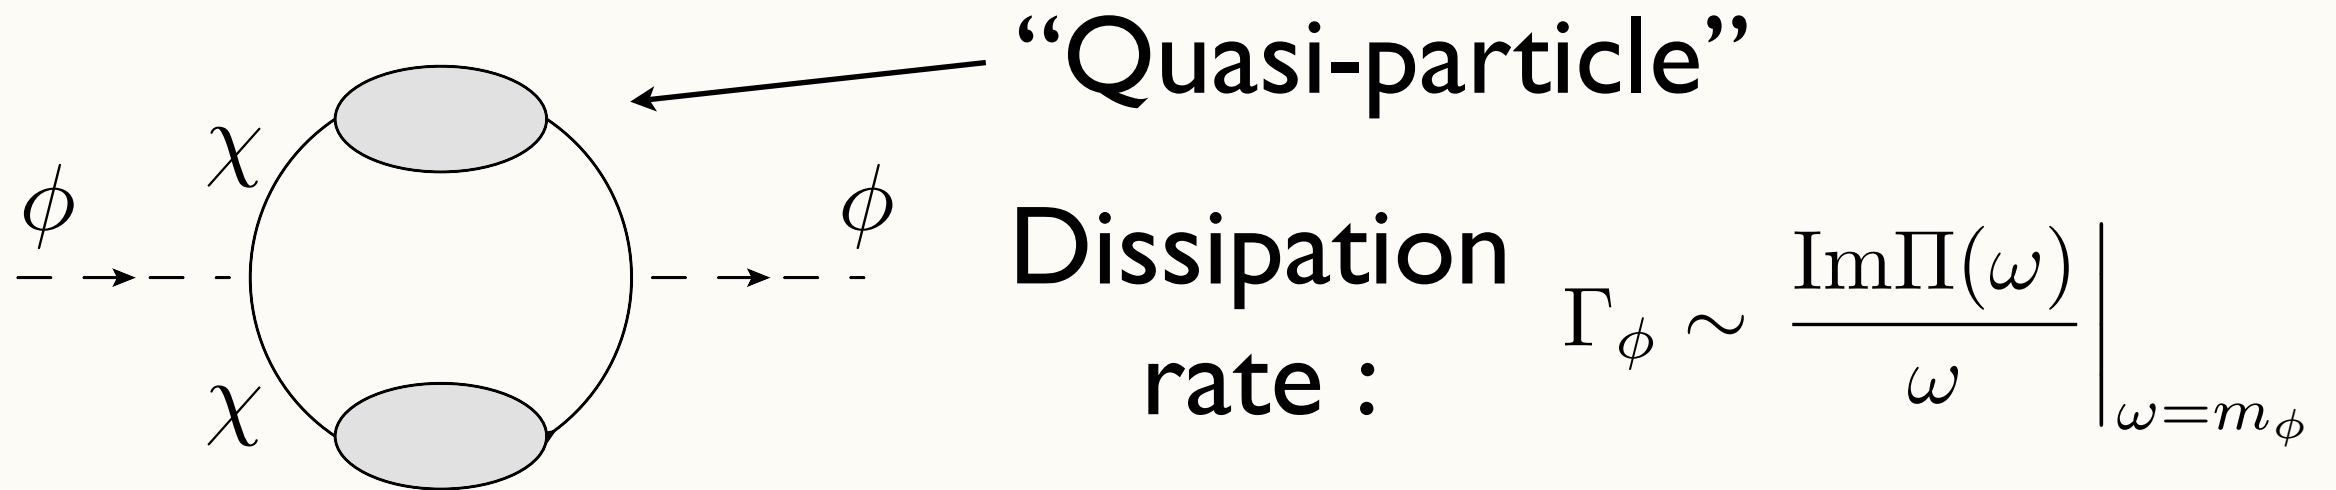 “Quasi-particle”
χ
ϕ
ϕ
Dissipation
rate :
Γ_ϕ ∼ ImΠ(ω) / ω |_{ω=m_ϕ}
χ